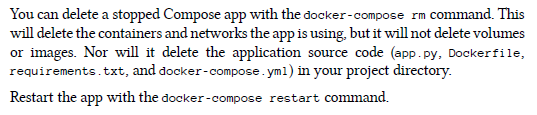 You can delete a stopped Compose app with the docker-compose rm command. This
will delete the containers and networks the app is using, but it will not delete volumes
or images. Nor will it delete the application source code (app.py, Dockerfile,
requirements.txt, and docker-compose.yml) in your project directory.
Restart the app with the docker-compose restart command.